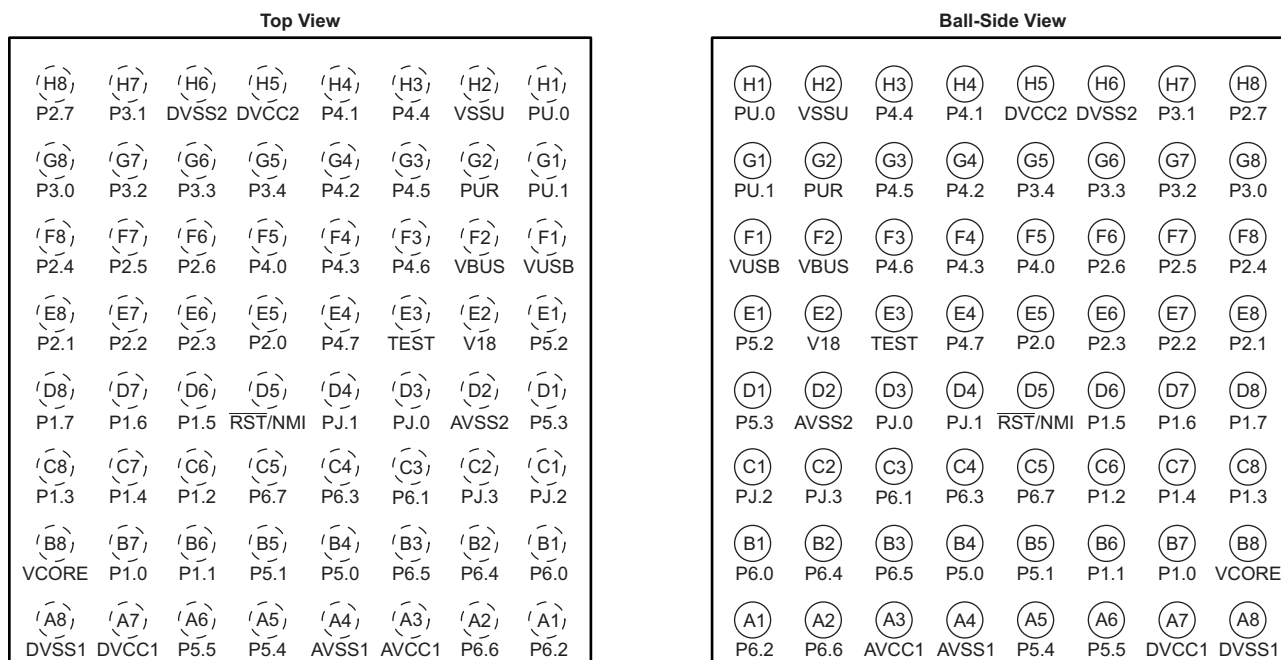 Top View Ball-Side View
H8 H7 H6 H5 H4 H3 H2 H1 H1 H2 H3 H4 H5 H6 H7 H8
P2.7 P3.1 DVSS2 DVCC2 P4.1 P4.4 VSSU PU.0 PU.0 VSSU P4.4 P4.1 DVCC2 DVSS2 P3.1 P2.7
G8 G7 G6 G5 G4 G3 G2 G1 G1 G2 G3 G4 G5 G6 G7 G8
P3.0 P3.2 P3.3 P3.4 P4.2 P4.5 PUR PU.1 PU.1 PUR P4.5 P4.2 P3.4 P3.3 P3.2 P3.0
F8 F7 F6 F5 F4 F3 F2 F1 F1 F2 F3 F4 F5 F6 F7 F8
P2.4 P2.5 P2.6 P4.0 P4.3 P4.6 VBUS VUSB VUSB VBUS P4.6 P4.3 P4.0 P2.6 P2.5 P2.4
E8 E7 E6 E5 E4 E3 E2 E1 E1 E2 E3 E4 E5 E6 E7 E8
P2.1 P2.2 P2.3 P2.0 P4.7 TEST V18 P5.2 P5.2 V18 TEST P4.7 P2.0 P2.3 P2.2 P2.1
D8 D7 D6 D5 D4 D3 D2 D1 D1 D2 D3 D4 D5 D6 D7 D8
P1.7 P1.6 P1.5 RST/NMI PJ.1 PJ.0 AVSS2 P5.3 P5.3 AVSS2 PJ.0 PJ.1 RST/NMI P1.5 P1.6 P1.7
C8 C7 C6 C5 C4 C3 C2 C1 C1 C2 C3 C4 C5 C6 C7 C8
P1.3 P1.4 P1.2 P6.7 P6.3 P6.1 PJ.3 PJ.2 PJ.2 PJ.3 P6.1 P6.3 P6.7 P1.2 P1.4 P1.3
B8 B7 B6 B5 B4 B3 B2 B1 B1 B2 B3 B4 B5 B6 B7 B8
VCORE P1.0 P1.1 P5.1 P5.0 P6.5 P6.4 P6.0 P6.0 P6.4 P6.5 P5.0 P5.1 P1.1 P1.0 VCORE
A8 A7 A6 A5 A4 A3 A2 A1 A1 A2 A3 A4 A5 A6 A7 A8
DVSS1 DVCC1 P5.5 P5.4 AVSS1 AVCC1 P6.6 P6.2 P6.2 P6.6 AVCC1 AVSS1 P5.4 P5.5 DVCC1 DVSS1